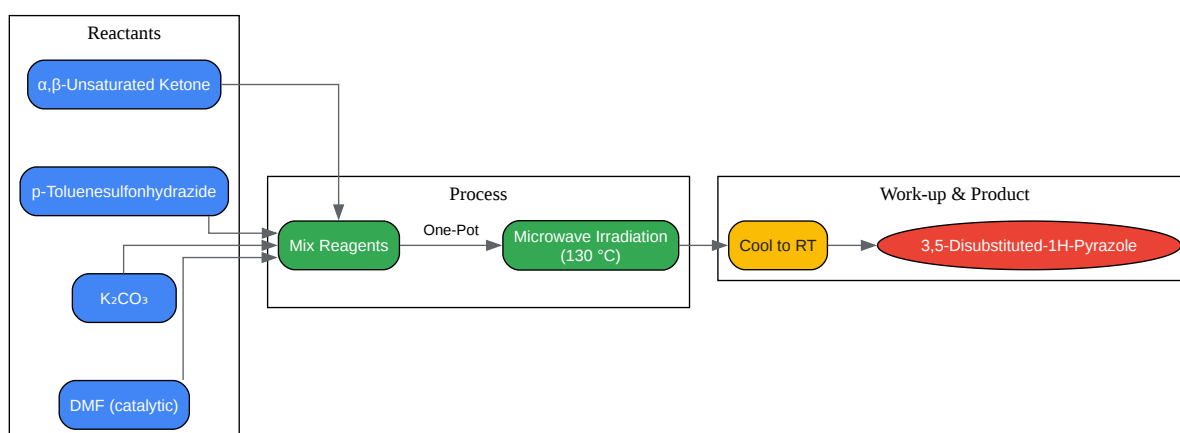 Reactants
α,β-Unsaturated Ketone
p-Toluenesulfonhydrazide
K₂CO₃
DMF (catalytic)
Process
Mix Reagents
One-Pot
Microwave Irradiation
(130 °C)
Work-up & Product
Cool to RT
3,5-Disubstituted-1H-Pyrazole